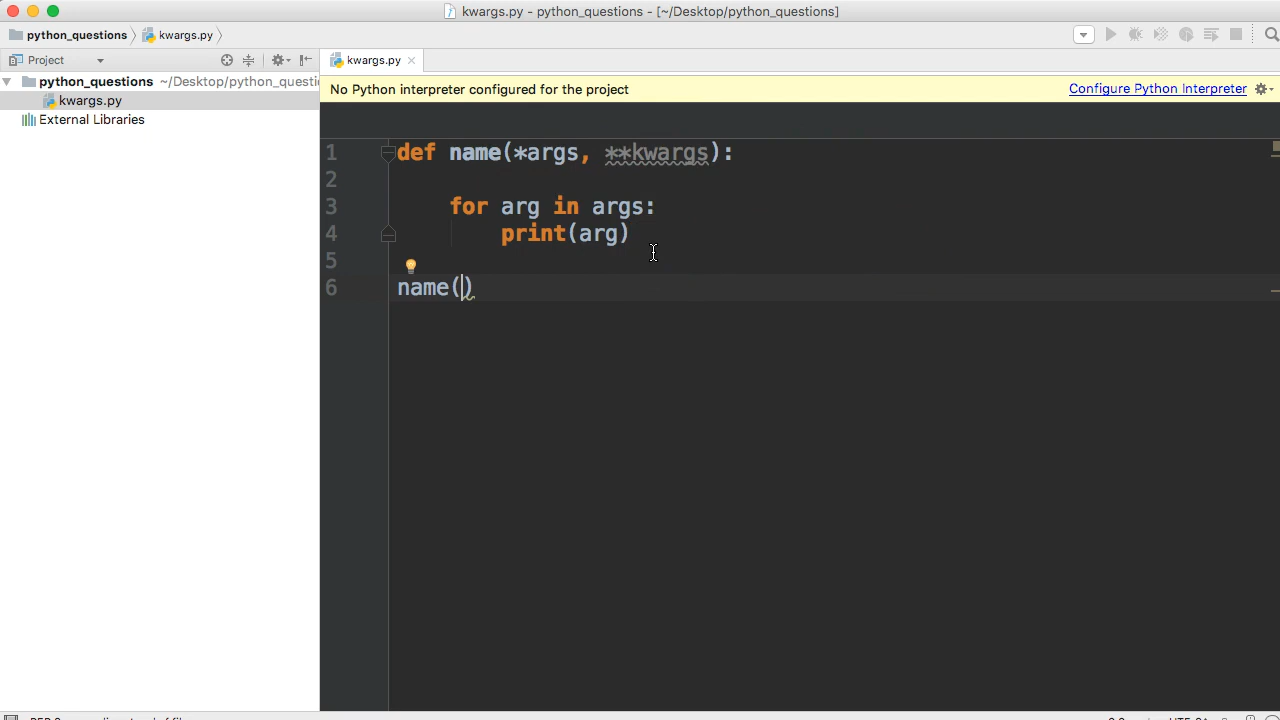 kwargs.py - python_questions - [~/Desktop/python_questions]
python_questions kwargs.py
Project
kwargs.py
python_questions ~/Desktop/python_questi
kwargs.py
External Libraries
No Python interpreter configured for the project Configure Python Interpreter
1 def name(*args, **kwargs):
2
3 for arg in args:
4 print(arg)
5
6 name()